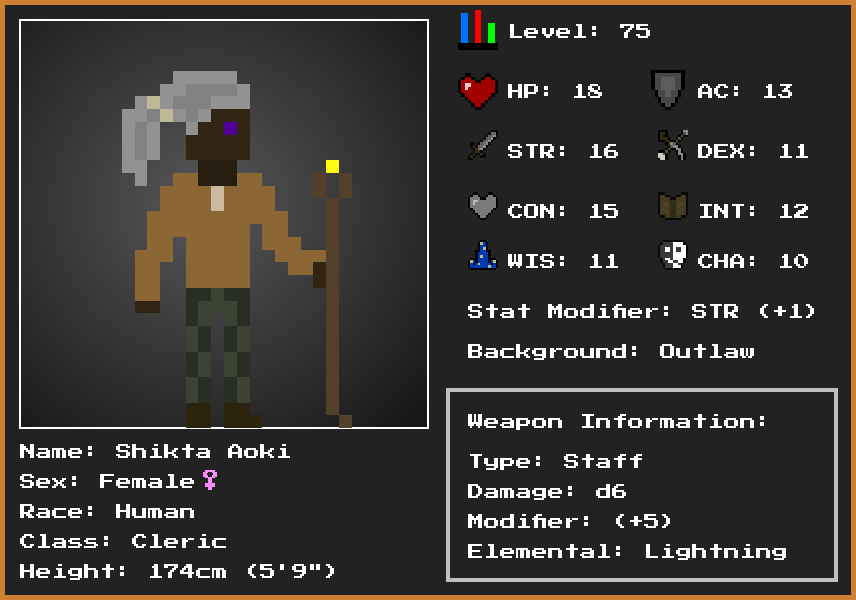 Level: 75
HP: 18
AC: 13
STR: 16
DEX: 11
CON: 15
INT: 12
WIS: 11
CHA: 10
Stat Modifier: STR (+1)
Background: Outlaw
Weapon Information:
Type: Staff
Damage: d6
Modifier: (+5)
Elemental: Lightning
Name: Shikta Aoki
Sex: Female♀
Race: Human
Class: Cleric
Height: 174cm (5'9")